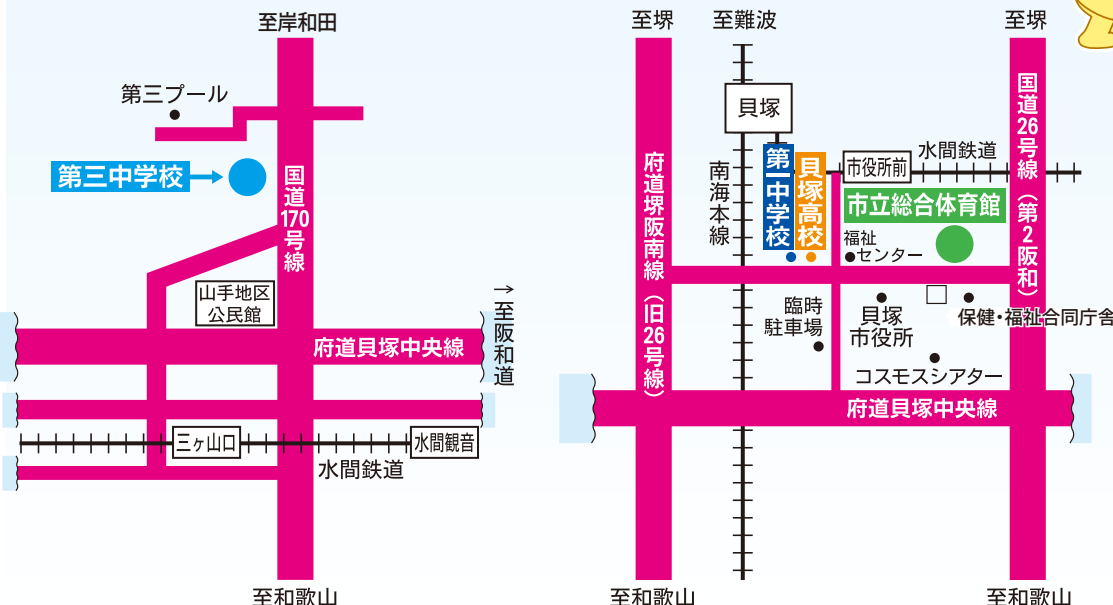 至岸和田
第三プール
第三中学校
国道170号線
山手地区
公民館
→至阪和道
府道貝塚中央線
三ケ山口
水間観音
水間鉄道
至和歌山
至堺
至難波
至堺
貝塚
国道26号線(第2阪和)
府道堺阪南線(旧26号線)
南海本線
第一中学校
貝塚高校
市役所前
水間鉄道
市立総合体育館
福祉
センター
臨時
駐車場
貝塚
市役所
保健・福祉合同庁舎
コスモスシアター
府道貝塚中央線
至和歌山
至和歌山